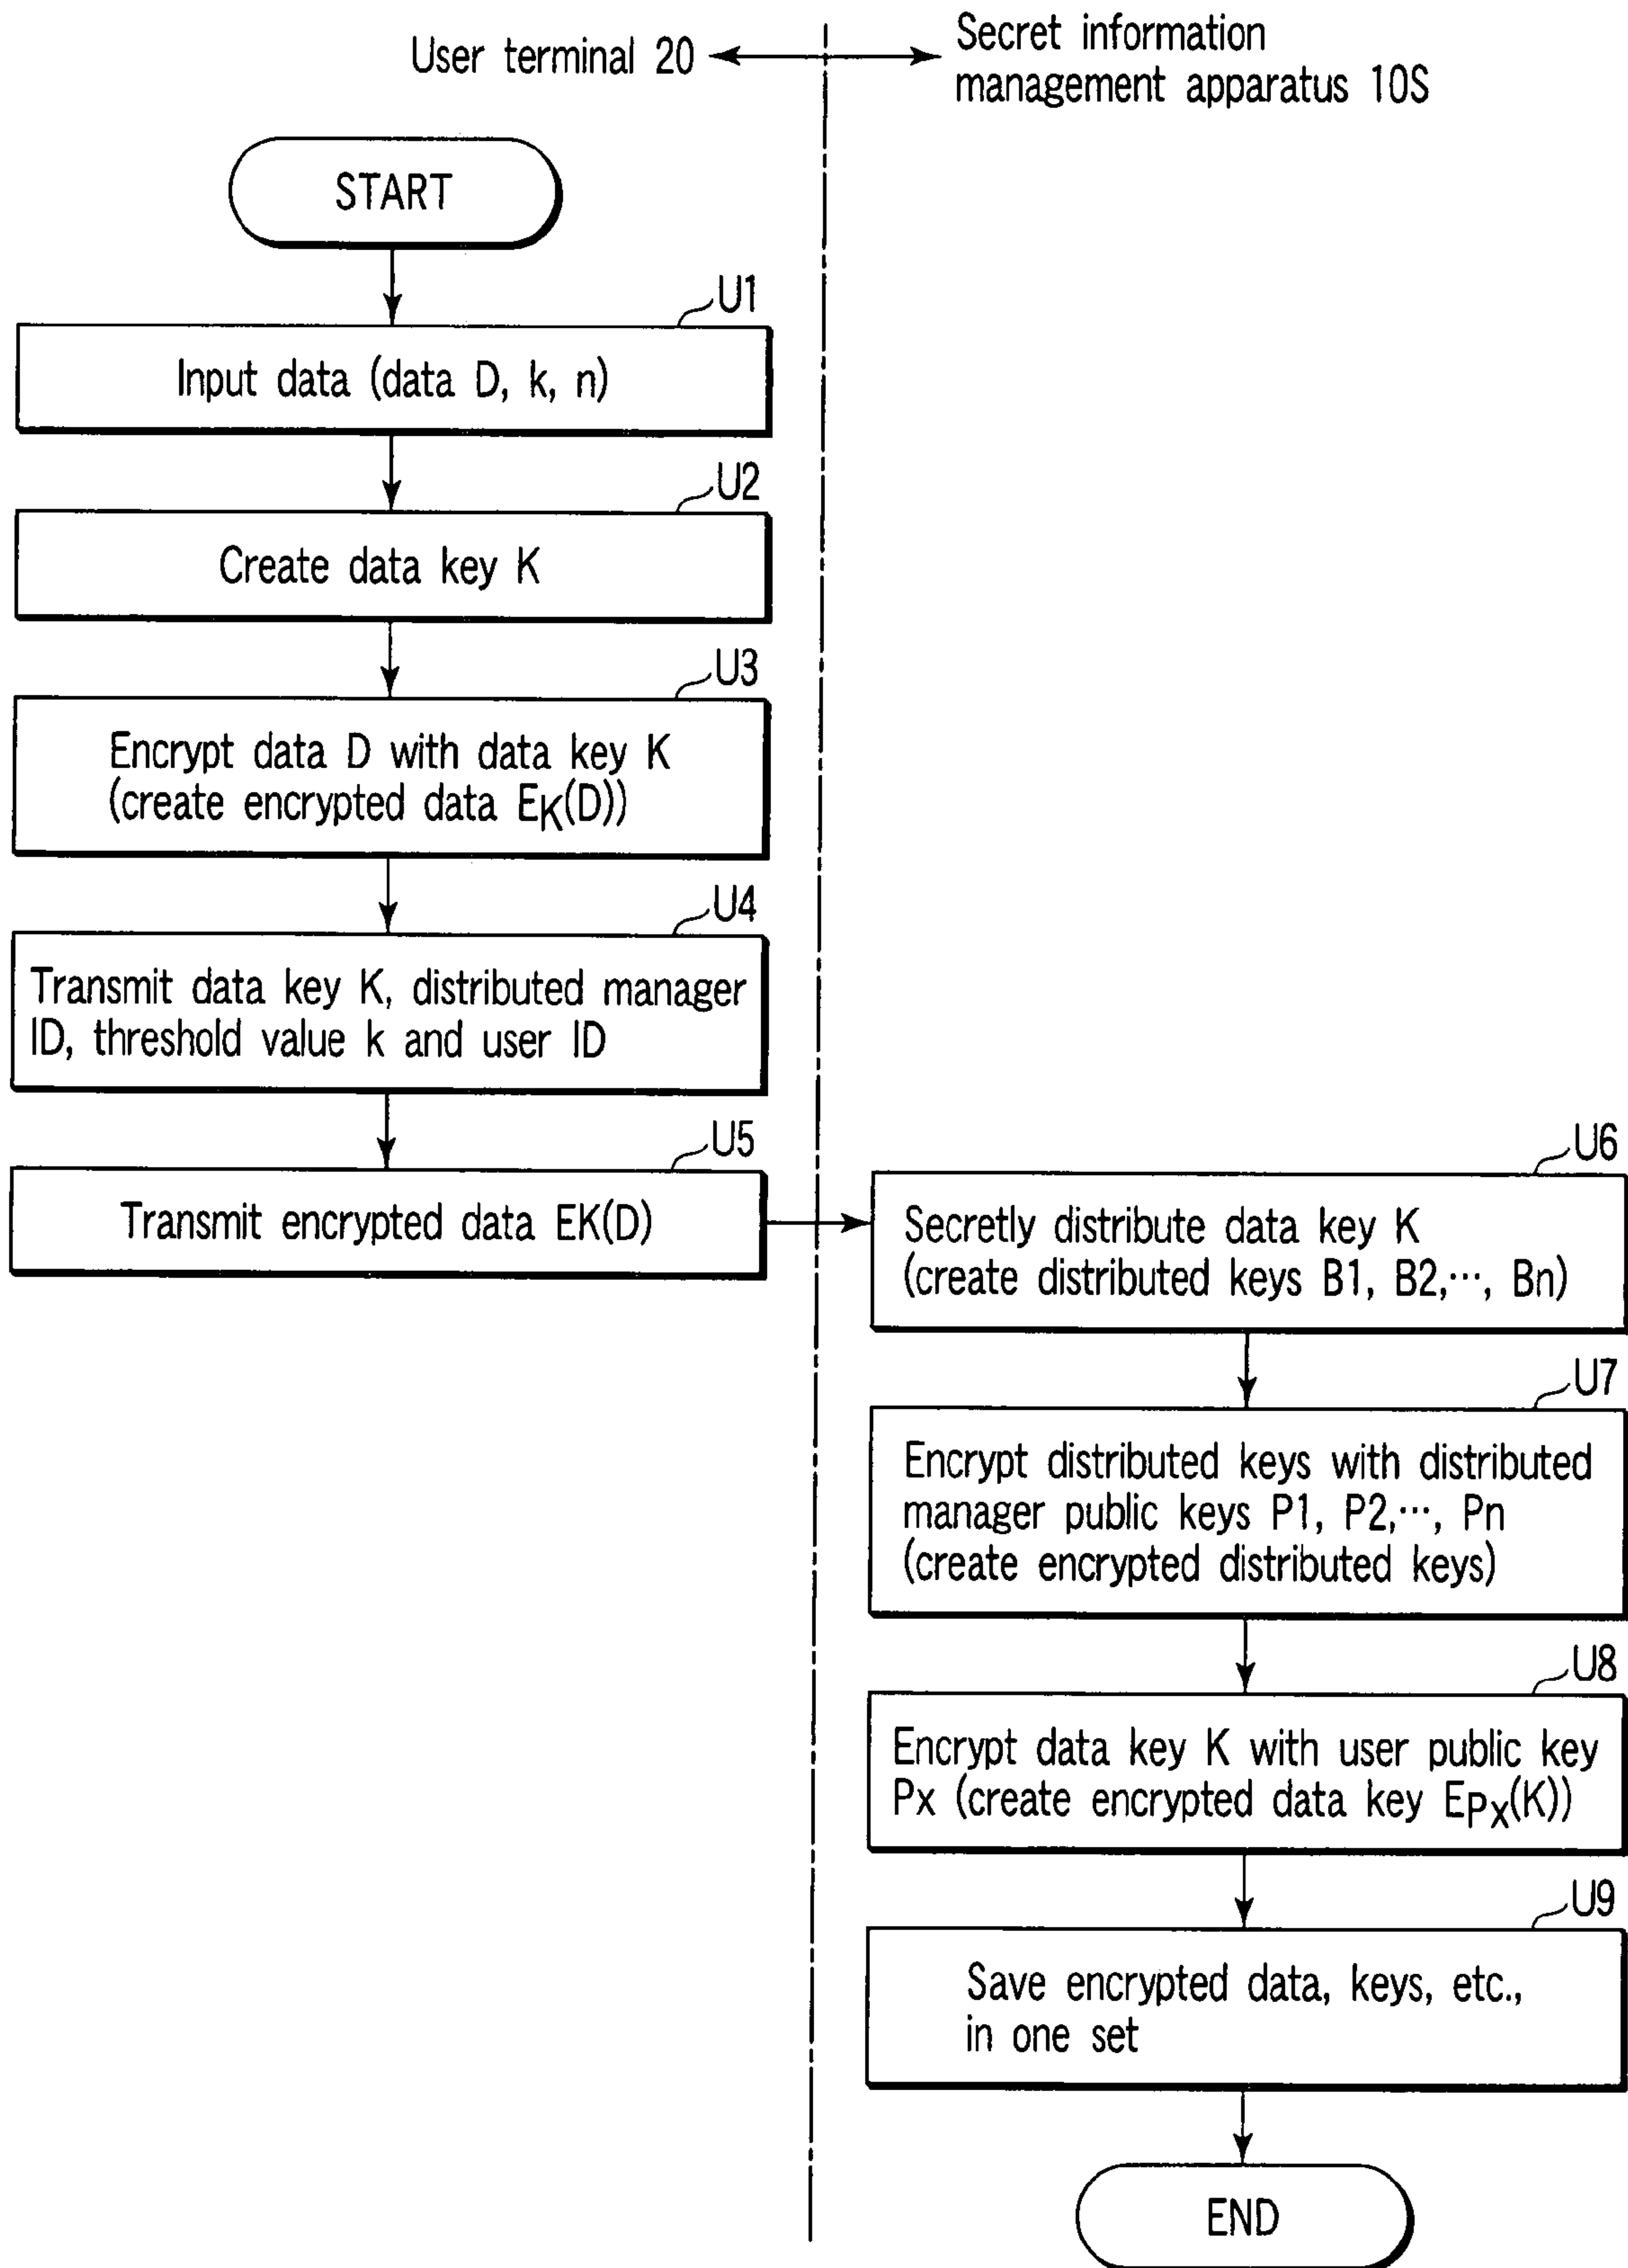 User terminal 20
Secret information
management apparatus 10S
START
U1
Input data (data D, k, n)
U2
Create data key K
U3
Encrypt data D with data key K
(create encrypted data EK(D))
U4
Transmit data key K, distributed manager
ID, threshold value k and user ID
U5
Transmit encrypted data EK(D)
U6
Secretly distribute data key K
(create distributed keys B1, B2,···, Bn)
U7
Encrypt distributed keys with distributed
manager public keys P1, P2,···, Pn
(create encrypted distributed keys)
U8
Encrypt data key K with user public key
Px (create encrypted data key EPx(K))
U9
Save encrypted data, keys, etc.,
in one set
END